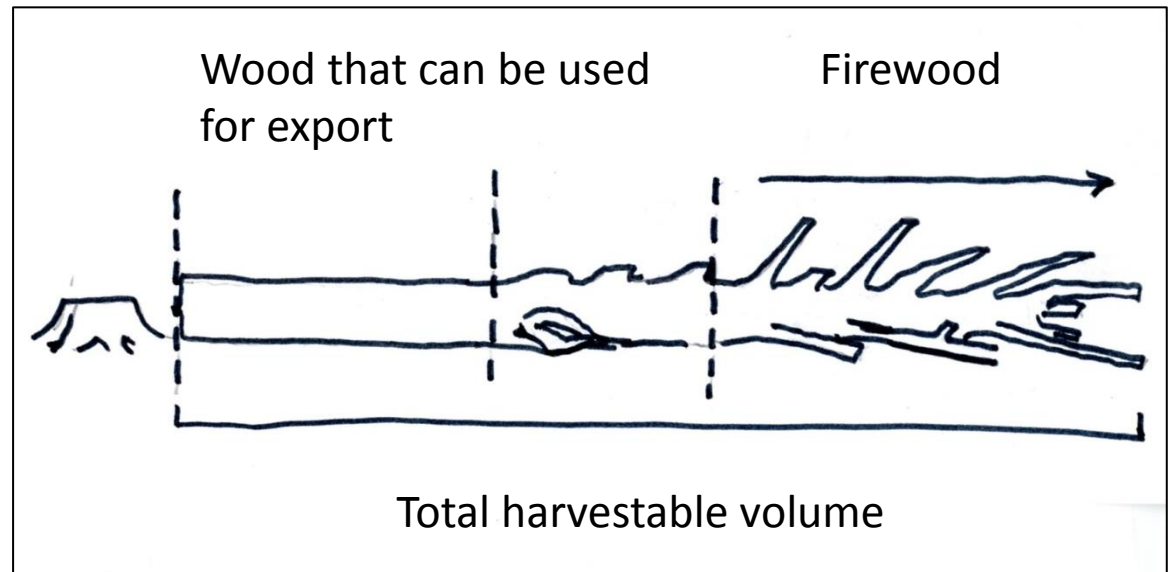 Wood that can be used
for export
Firewood
Total harvestable volume